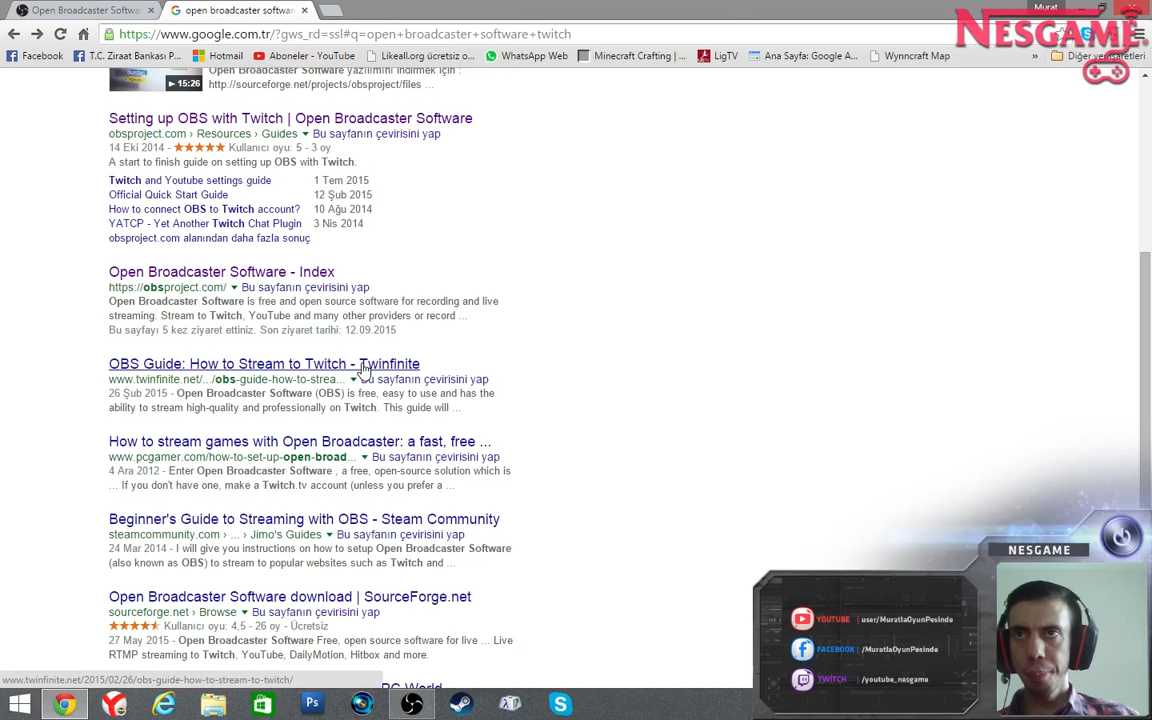 Open Broadcaster Software
open broadcaster softwar
Murat
NESGAME
https://www.google.com.tr/?gws_rd=ssl#q=open+broadcaster+software+twitch
Facebook
T.C. Ziraat Bankası P...
Hotmail
Aboneler - YouTube
Likeall.org ücretsiz o...
WhatsApp Web
Minecraft Crafting | ...
LigTV
Ana Sayfa: Google A...
Wynncraft Map
»
Diğer yer işaretleri
15:26
Open Broadcaster Software yazılımını indirmek için :
http://sourceforge.net/projects/obsproject/files ...
Setting up OBS with Twitch | Open Broadcaster Software
obsproject.com › Resources › Guides ▼ Bu sayfanın çevirisini yap
14 Eki 2014 - ★★★★★ Kullanıcı oyu: 5 - 3 oy
A start to finish guide on setting up OBS with Twitch.
Twitch and Youtube settings guide 1 Tem 2015
Official Quick Start Guide 12 Şub 2015
How to connect OBS to Twitch account? 10 Ağu 2014
YATCP - Yet Another Twitch Chat Plugin 3 Nis 2014
obsproject.com alanından daha fazla sonuç
Open Broadcaster Software - Index
https://obsproject.com/ ▼ Bu sayfanın çevirisini yap
Open Broadcaster Software is free and open source software for recording and live
streaming. Stream to Twitch, YouTube and many other providers or record ...
Bu sayfayı 5 kez ziyaret ettiniz. Son ziyaret tarihi: 12.09.2015
OBS Guide: How to Stream to Twitch - Twinfinite
www.twinfinite.net/.../obs-guide-how-to-strea... ▼ Bu sayfanın çevirisini yap
26 Şub 2015 - Open Broadcaster Software (OBS) is free, easy to use and has the
ability to stream high-quality and professionally on Twitch. This guide will ...
How to stream games with Open Broadcaster: a fast, free ...
www.pcgamer.com/how-to-set-up-open-broad... ▼ Bu sayfanın çevirisini yap
4 Ara 2012 - Enter Open Broadcaster Software , a free, open-source solution which is
... If you don't have one, make a Twitch.tv account (unless you prefer a ...
Beginner's Guide to Streaming with OBS - Steam Community
steamcommunity.com › ... › Jimo's Guides ▼ Bu sayfanın çevirisini yap
24 Mar 2014 - I will give you instructions on how to setup Open Broadcaster Software
(also known as OBS) to stream to popular websites such as Twitch and ...
Open Broadcaster Software download | SourceForge.net
sourceforge.net › Browse ▼ Bu sayfanın çevirisini yap
Kullanıcı oyu: 4,5 - 26 oy - Ücretsiz
27 May 2015 - Open Broadcaster Software Free, open source software for live ... Live
RTMP streaming to Twitch, YouTube, DailyMotion, Hitbox and more.
www.twinfinite.net/2015/02/26/obs-guide-how-to-stream-to-twitch/
PC World
NESGAME
YOUTUBE | user/MuratlaOyunPesinde
FACEBOOK | /MuratlaOyunPesinde
TWITCH | /youtube_nesgame
Ps